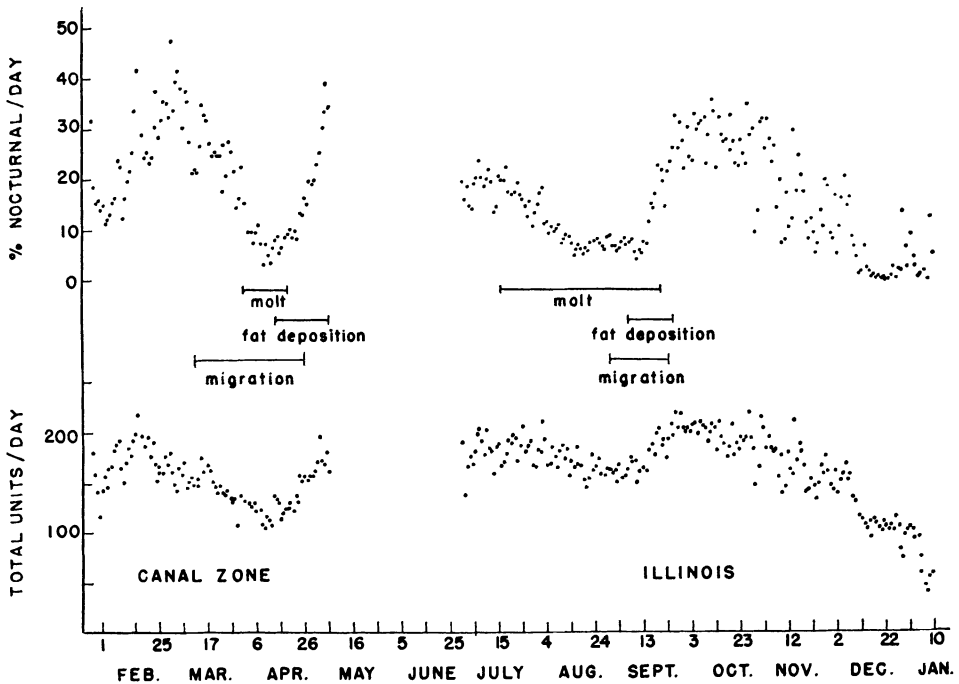 % NOCTURNAL/DAY
50
40
30
20
10
0
molt
fat deposition
migration
molt
fat deposition
migration
TOTAL UNITS/DAY
200
100
CANAL ZONE
ILLINOIS
1 25 17 6 26 16 5 25 15 4 24 13 3 23 12 2 22 10
FEB. MAR. APR. MAY JUNE JULY AUG. SEPT. OCT. NOV. DEC. JAN.